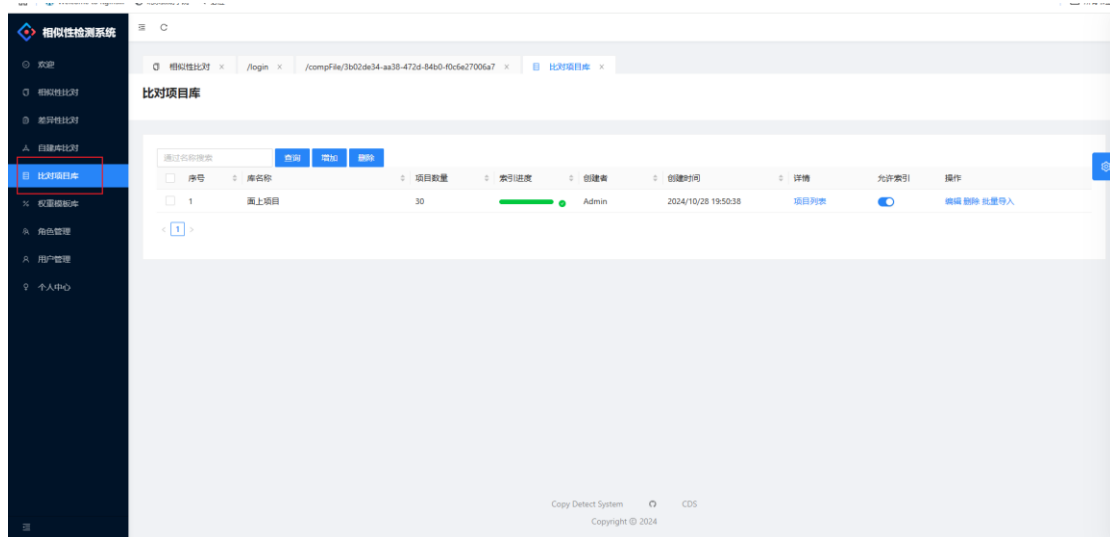 相似性检测系统
欢迎
相似性比对
差异性比对
自建库比对
比对项目库
权重模板库
角色管理
用户管理
个人中心
相似性比对 × /login × /compFile/3b02de34-aa38-472d-84b0-f0c6e27006a7 × 比对项目库 ×
比对项目库
通过名称搜索 查询 增加 删除
序号 库名称 项目数量 索引进度 创建者 创建时间 详情 允许索引 操作
1 面上项目 30 Admin 2024/10/28 19:50:38 项目列表 编辑 删除 批量导入
< 1 >
Copy Detect System CDS
Copyright © 2024